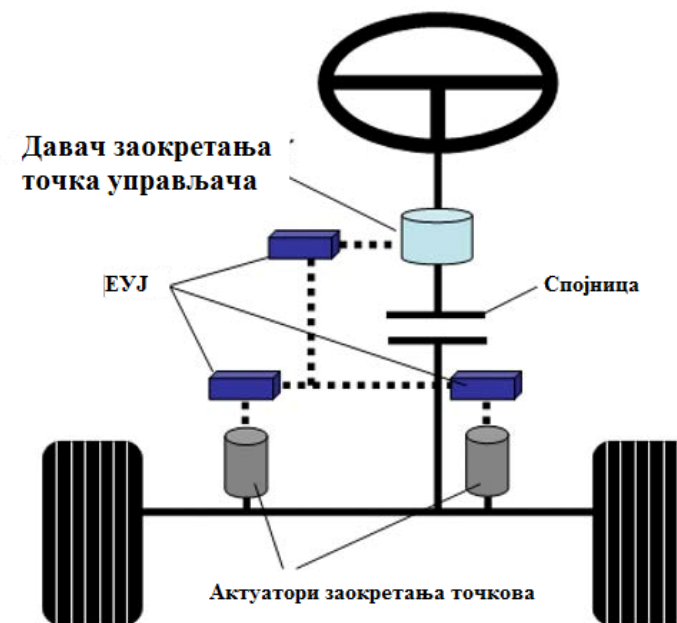 Давач заокретања
точка управљача
ЕУЈ
Спојница
Актуатори заокретања точкова